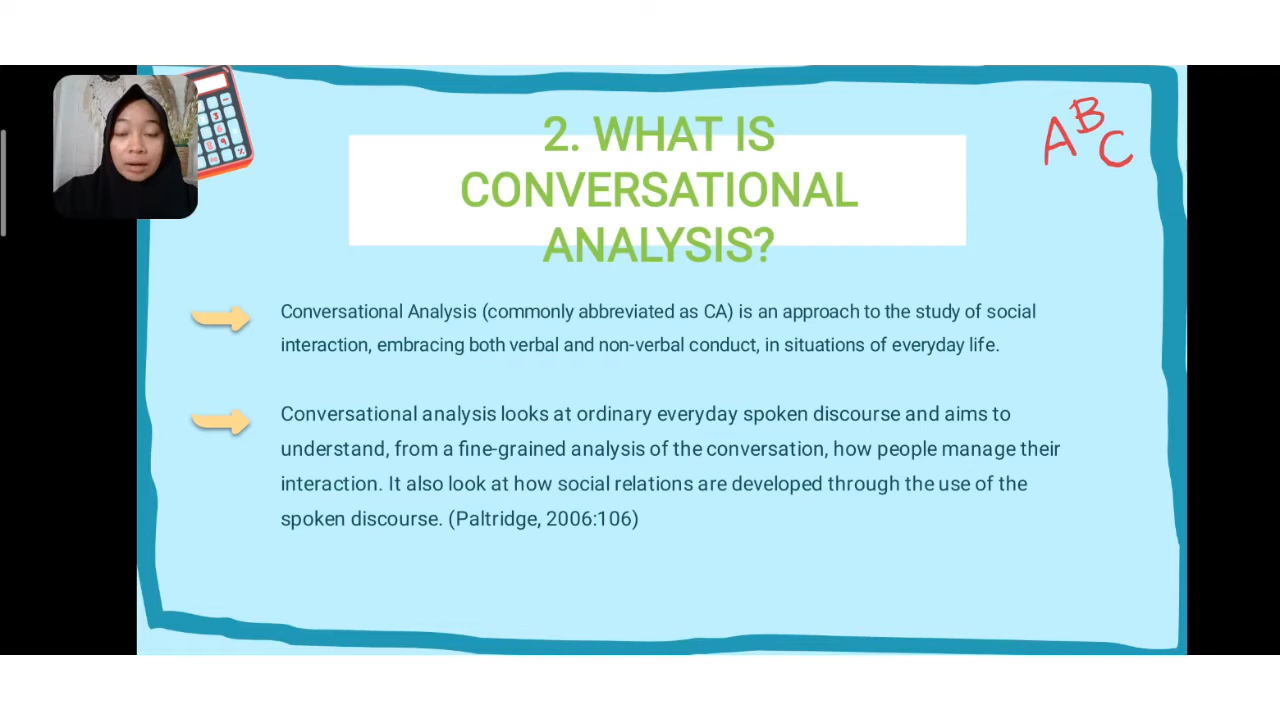 2. WHAT IS
CONVERSATIONAL
ANALYSIS?
A B C
Conversational Analysis (commonly abbreviated as CA) is an approach to the study of social
interaction, embracing both verbal and non-verbal conduct, in situations of everyday life.
Conversational analysis looks at ordinary everyday spoken discourse and aims to
understand, from a fine-grained analysis of the conversation, how people manage their
interaction. It also look at how social relations are developed through the use of the
spoken discourse. (Paltridge, 2006:106)